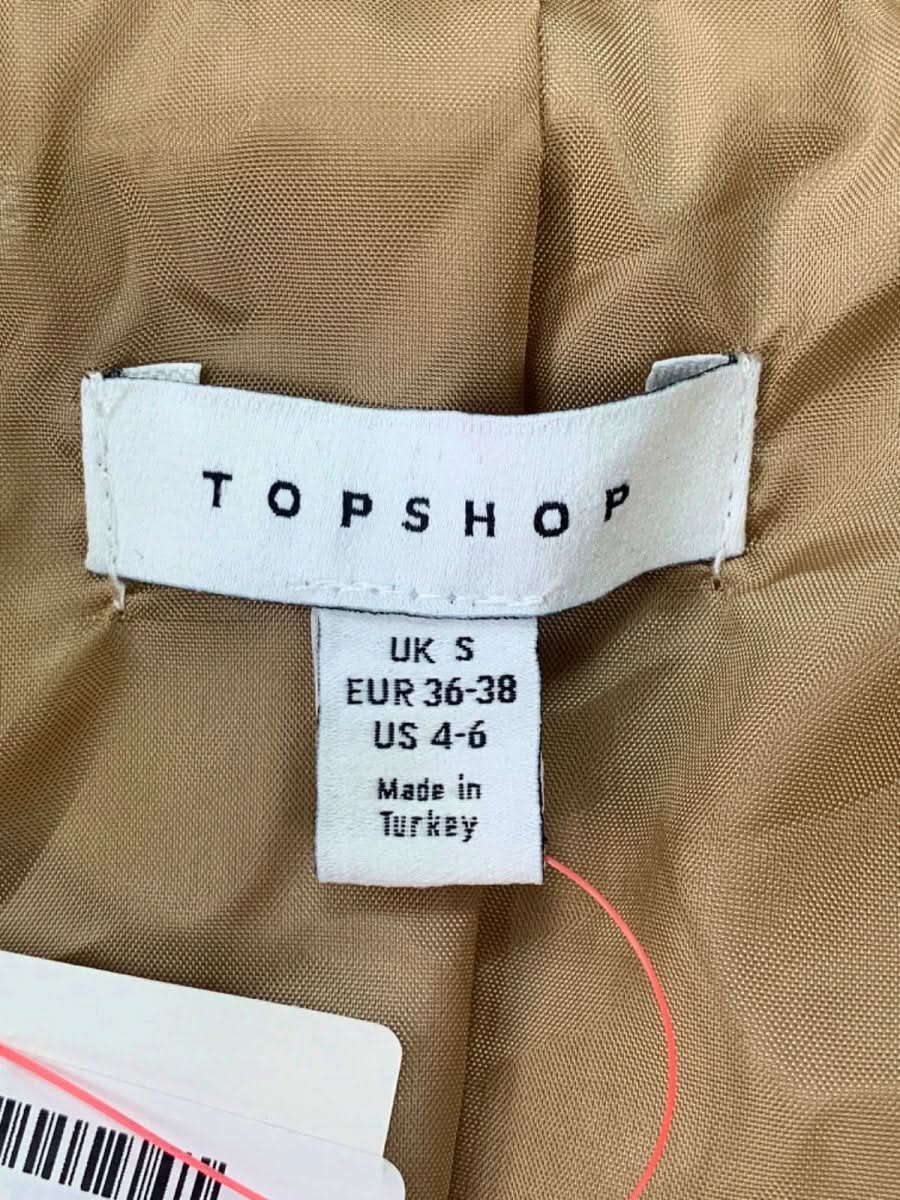 TOPSHOP
UK S
EUR 36-38
US 4-6
Made in
Turkey